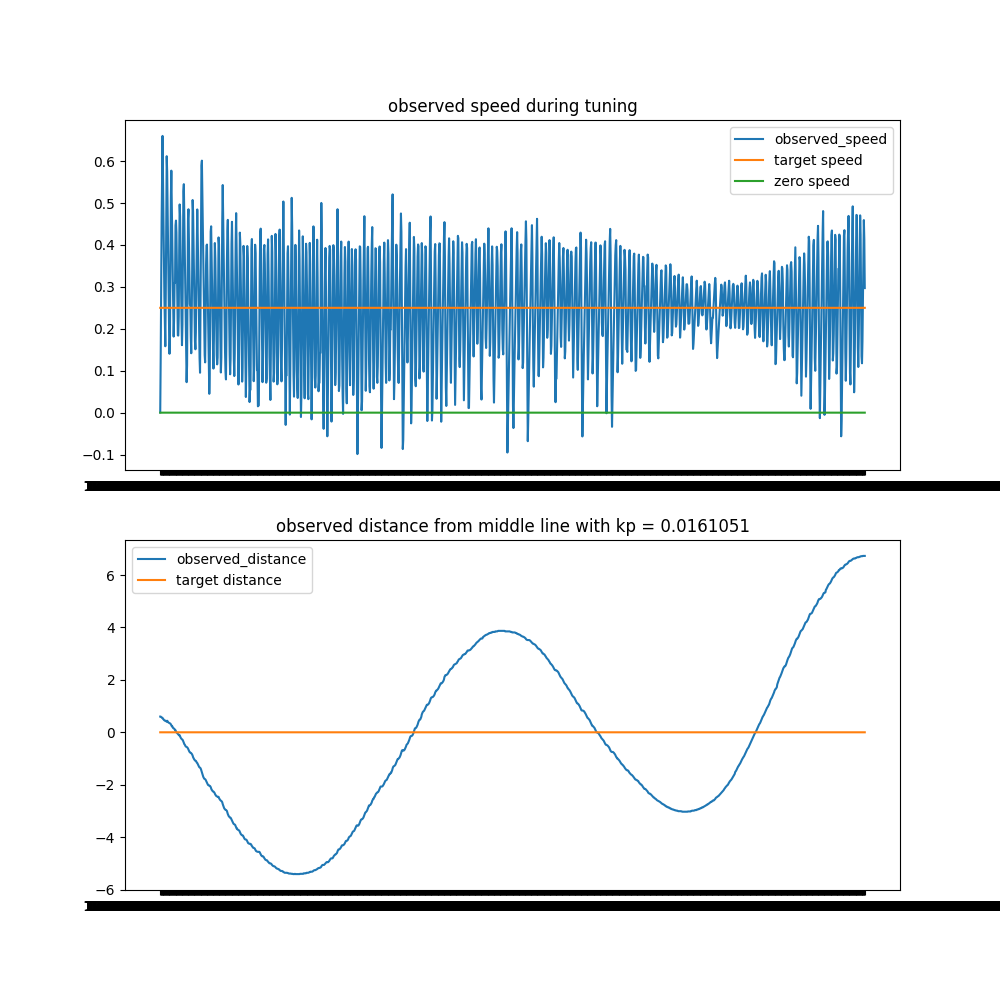 observed speed during tuning
observed_speed
target speed
zero speed
0.6
0.5
0.4
0.3
0.2
0.1
0.0
−0.1
observed distance from middle line with kp = 0.0161051
observed_distance
target distance
6
4
2
0
−2
−4
−6